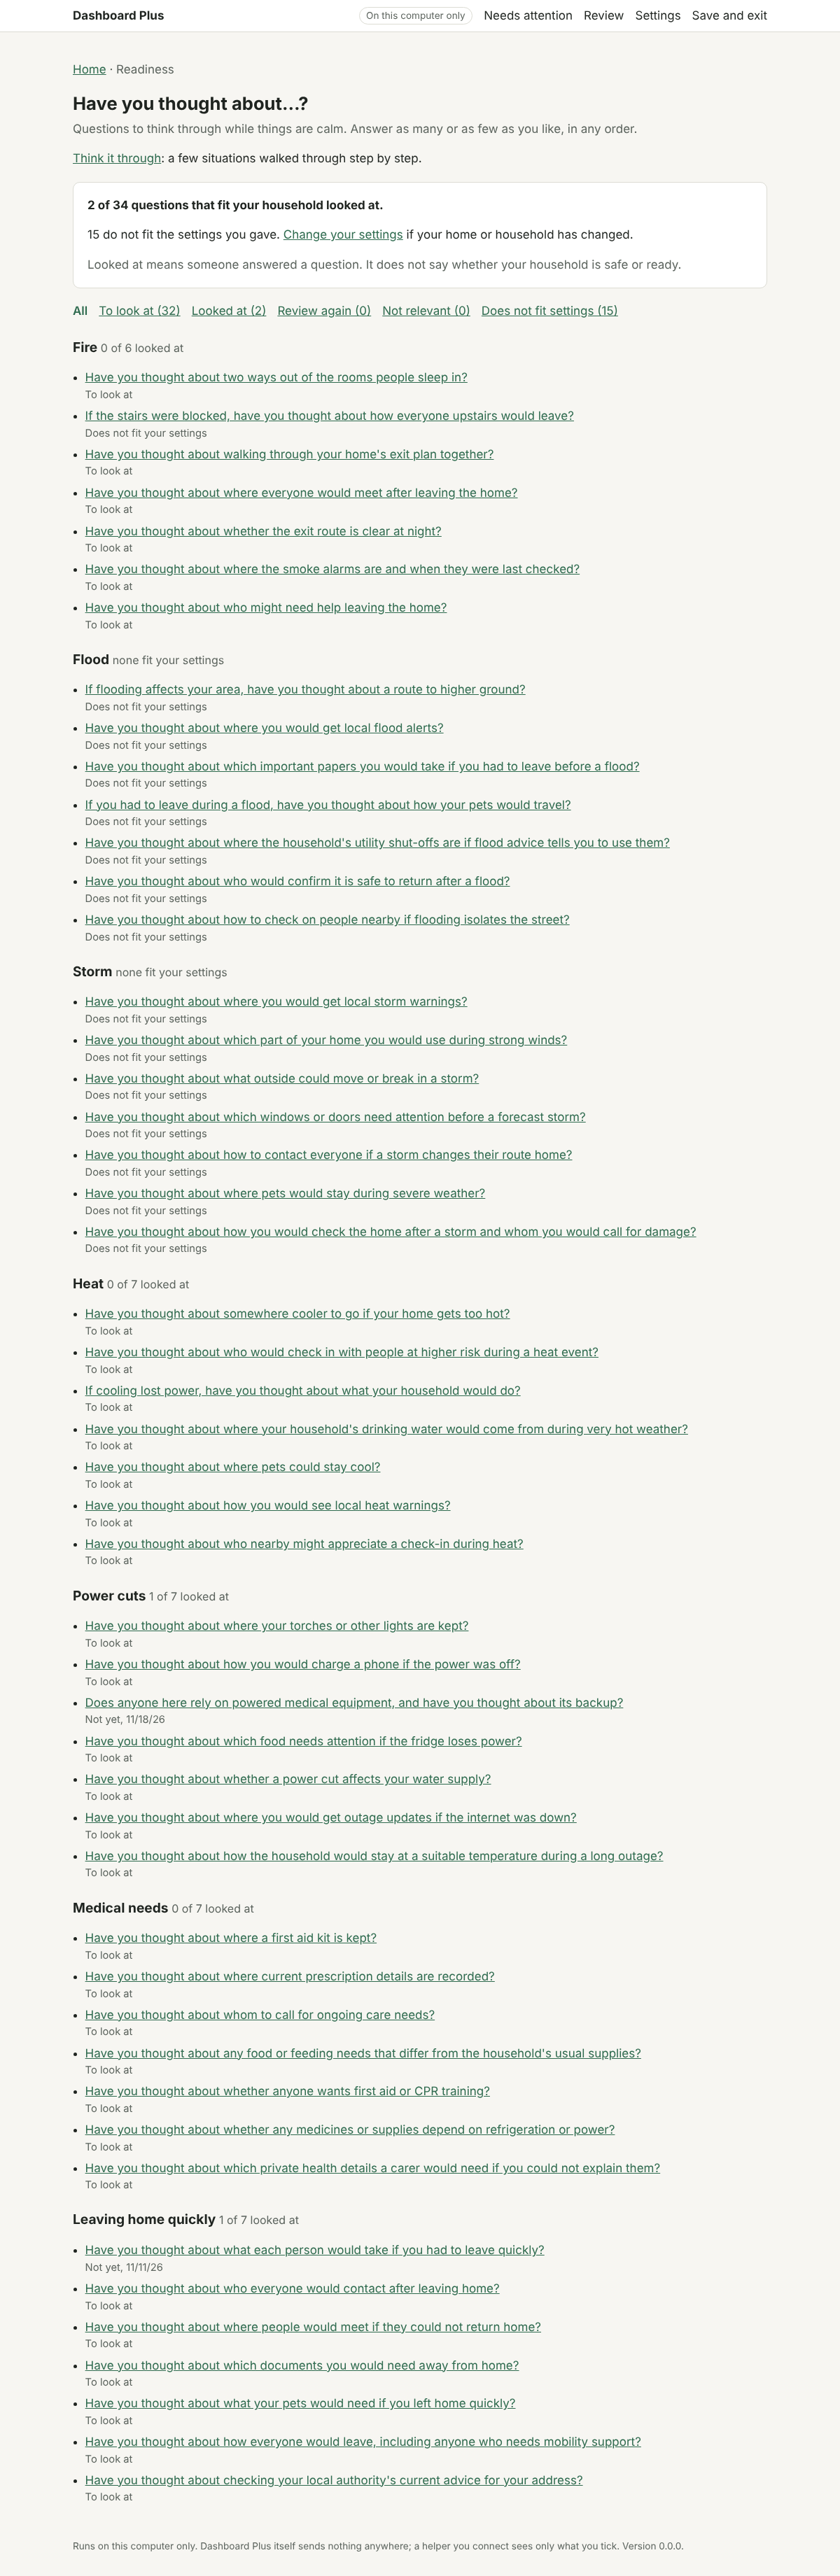 Dashboard Plus
On this computer only Needs attention Review Settings Save and exit
Home · Readiness
Have you thought about...?
Questions to think through while things are calm. Answer as many or as few as you like, in any order.
Think it through: a few situations walked through step by step.
2 of 34 questions that fit your household looked at.
15 do not fit the settings you gave. Change your settings if your home or household has changed.
Looked at means someone answered a question. It does not say whether your household is safe or ready.
All To look at (32) Looked at (2) Review again (0) Not relevant (0) Does not fit settings (15)
Fire 0 of 6 looked at
• Have you thought about two ways out of the rooms people sleep in?
To look at
• If the stairs were blocked, have you thought about how everyone upstairs would leave?
Does not fit your settings
• Have you thought about walking through your home's exit plan together?
To look at
• Have you thought about where everyone would meet after leaving the home?
To look at
• Have you thought about whether the exit route is clear at night?
To look at
• Have you thought about where the smoke alarms are and when they were last checked?
To look at
• Have you thought about who might need help leaving the home?
To look at
Flood none fit your settings
• If flooding affects your area, have you thought about a route to higher ground?
Does not fit your settings
• Have you thought about where you would get local flood alerts?
Does not fit your settings
• Have you thought about which important papers you would take if you had to leave before a flood?
Does not fit your settings
• If you had to leave during a flood, have you thought about how your pets would travel?
Does not fit your settings
• Have you thought about where the household's utility shut-offs are if flood advice tells you to use them?
Does not fit your settings
• Have you thought about who would confirm it is safe to return after a flood?
Does not fit your settings
• Have you thought about how to check on people nearby if flooding isolates the street?
Does not fit your settings
Storm none fit your settings
• Have you thought about where you would get local storm warnings?
Does not fit your settings
• Have you thought about which part of your home you would use during strong winds?
Does not fit your settings
• Have you thought about what outside could move or break in a storm?
Does not fit your settings
• Have you thought about which windows or doors need attention before a forecast storm?
Does not fit your settings
• Have you thought about how to contact everyone if a storm changes their route home?
Does not fit your settings
• Have you thought about where pets would stay during severe weather?
Does not fit your settings
• Have you thought about how you would check the home after a storm and whom you would call for damage?
Does not fit your settings
Heat 0 of 7 looked at
• Have you thought about somewhere cooler to go if your home gets too hot?
To look at
• Have you thought about who would check in with people at higher risk during a heat event?
To look at
• If cooling lost power, have you thought about what your household would do?
To look at
• Have you thought about where your household's drinking water would come from during very hot weather?
To look at
• Have you thought about where pets could stay cool?
To look at
• Have you thought about how you would see local heat warnings?
To look at
• Have you thought about who nearby might appreciate a check-in during heat?
To look at
Power cuts 1 of 7 looked at
• Have you thought about where your torches or other lights are kept?
To look at
• Have you thought about how you would charge a phone if the power was off?
To look at
• Does anyone here rely on powered medical equipment, and have you thought about its backup?
Not yet, 11/18/26
• Have you thought about which food needs attention if the fridge loses power?
To look at
• Have you thought about whether a power cut affects your water supply?
To look at
• Have you thought about where you would get outage updates if the internet was down?
To look at
• Have you thought about how the household would stay at a suitable temperature during a long outage?
To look at
Medical needs 0 of 7 looked at
• Have you thought about where a first aid kit is kept?
To look at
• Have you thought about where current prescription details are recorded?
To look at
• Have you thought about whom to call for ongoing care needs?
To look at
• Have you thought about any food or feeding needs that differ from the household's usual supplies?
To look at
• Have you thought about whether anyone wants first aid or CPR training?
To look at
• Have you thought about whether any medicines or supplies depend on refrigeration or power?
To look at
• Have you thought about which private health details a carer would need if you could not explain them?
To look at
Leaving home quickly 1 of 7 looked at
• Have you thought about what each person would take if you had to leave quickly?
Not yet, 11/11/26
• Have you thought about who everyone would contact after leaving home?
To look at
• Have you thought about where people would meet if they could not return home?
To look at
• Have you thought about which documents you would need away from home?
To look at
• Have you thought about what your pets would need if you left home quickly?
To look at
• Have you thought about how everyone would leave, including anyone who needs mobility support?
To look at
• Have you thought about checking your local authority's current advice for your address?
To look at
Runs on this computer only. Dashboard Plus itself sends nothing anywhere; a helper you connect sees only what you tick. Version 0.0.0.